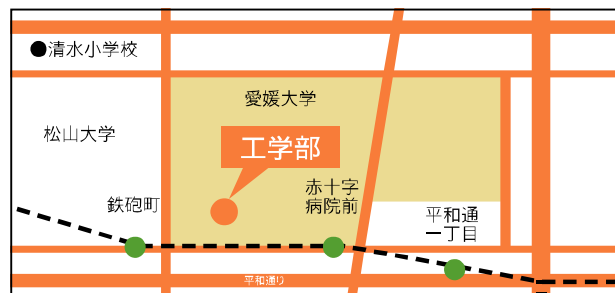 ●清水小学校
愛媛大学
松山大学
工学部
赤十字
病院前
鉄砲町
平和通
一丁目
平和通り